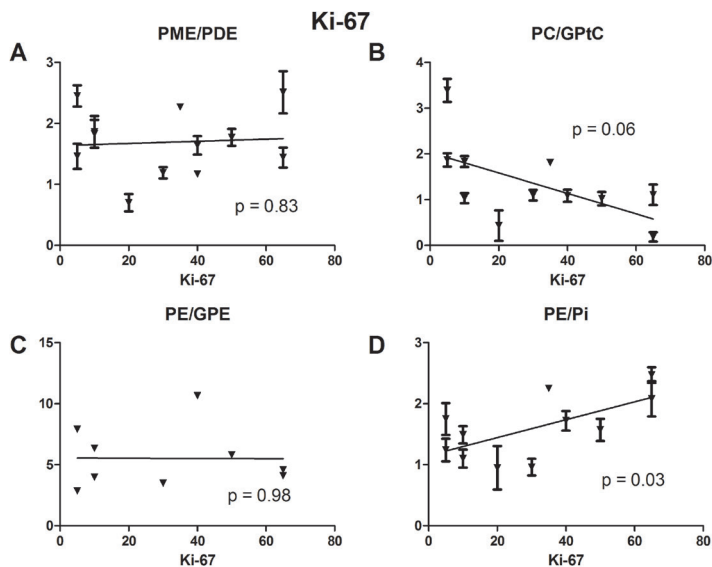 Ki-67
A
PME/PDE
3
2
1
0
p = 0.83
0 20 40 60 80
Ki-67
B
PC/GPtC
4
3
2
1
0
p = 0.06
0 20 40 60 80
Ki-67
C
PE/GPE
15
10
5
0
p = 0.98
0 20 40 60 80
Ki-67
D
PE/Pi
3
2
1
0
p = 0.03
0 20 40 60 80
Ki-67